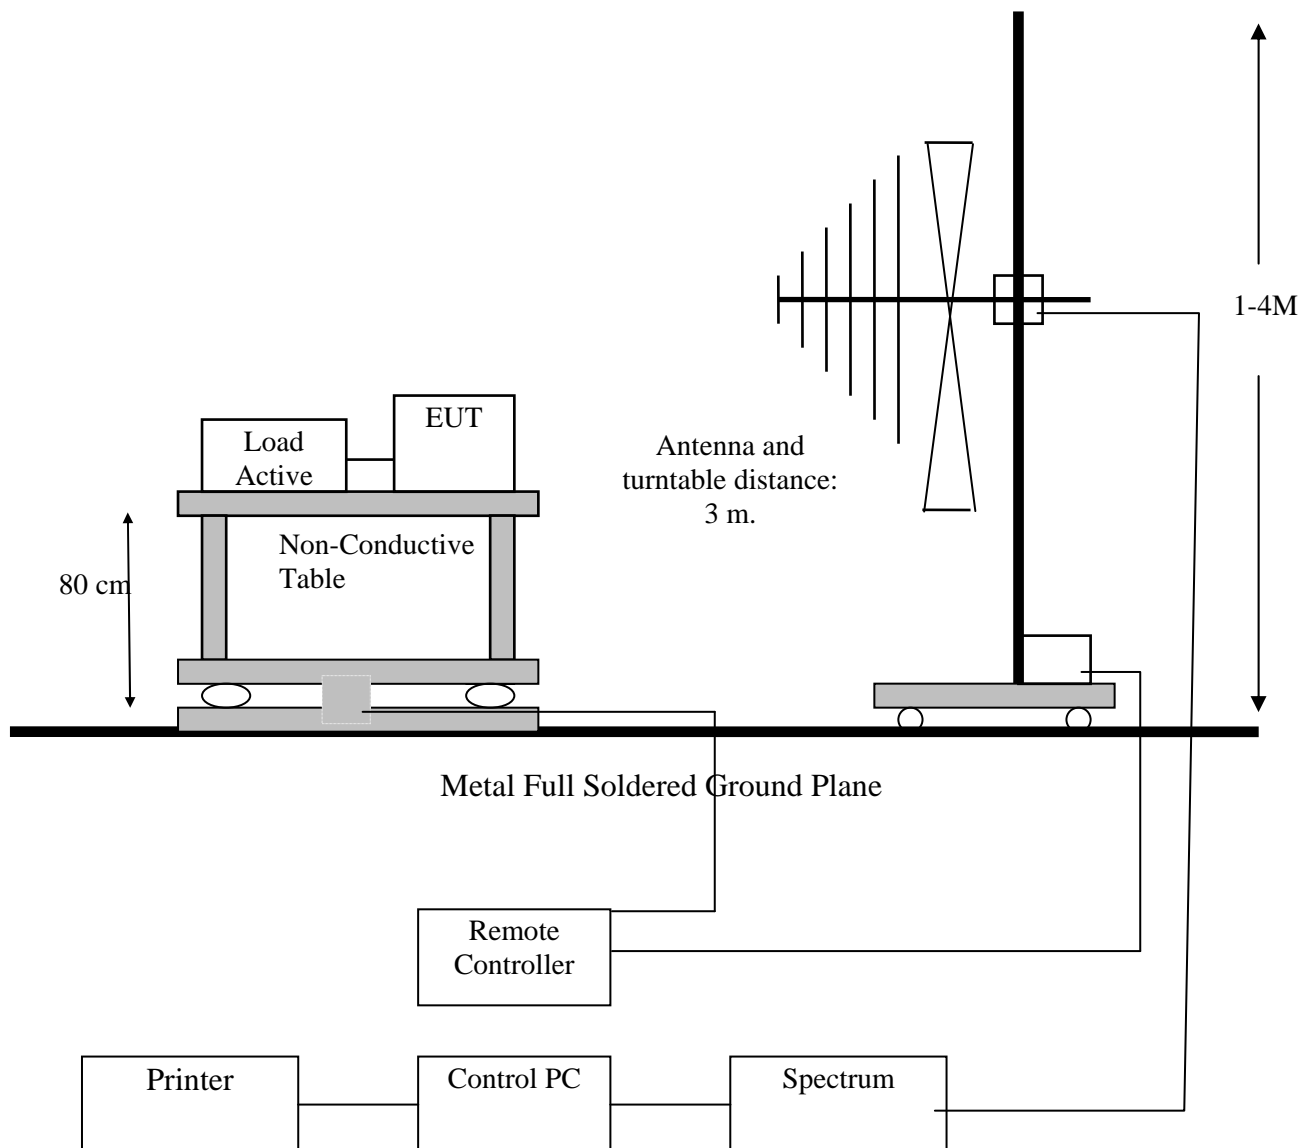 1-4M
EUT
Load
Active
Antenna and
turntable distance:
3 m.
Non-Conductive
Table
80 cm
Metal Full Soldered Ground Plane
Remote
Controller
Printer
Control PC
Spectrum